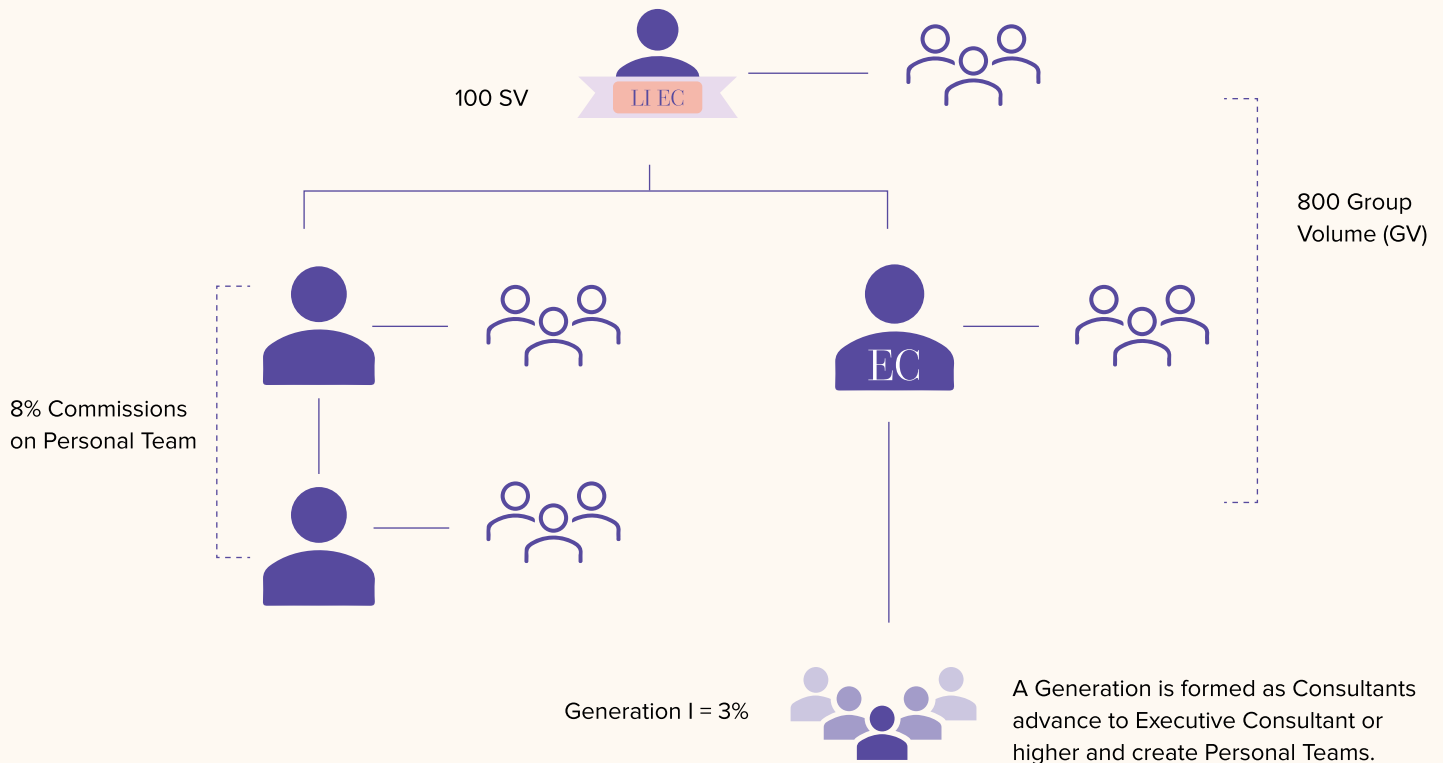 100 SV
LI EC
800 Group
Volume (GV)
EC
8% Commissions
on Personal Team
Generation I = 3%
A Generation is formed as Consultants
advance to Executive Consultant or
higher and create Personal Teams.